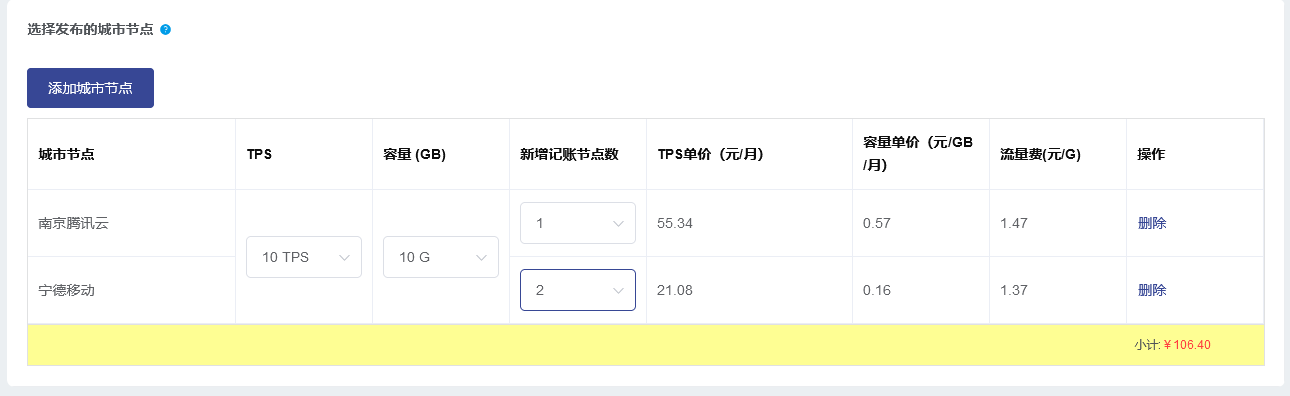 选择发布的城市节点 ?
添加城市节点
城市节点 TPS 容量 (GB) 新增记账节点数 TPS单价（元/月） 容量单价（元/GB/月） 流量费(元/G) 操作
南京腾讯云 1 55.34 0.57 1.47 删除
10 TPS 10 G
宁德移动 2 21.08 0.16 1.37 删除
小计: ¥ 106.40